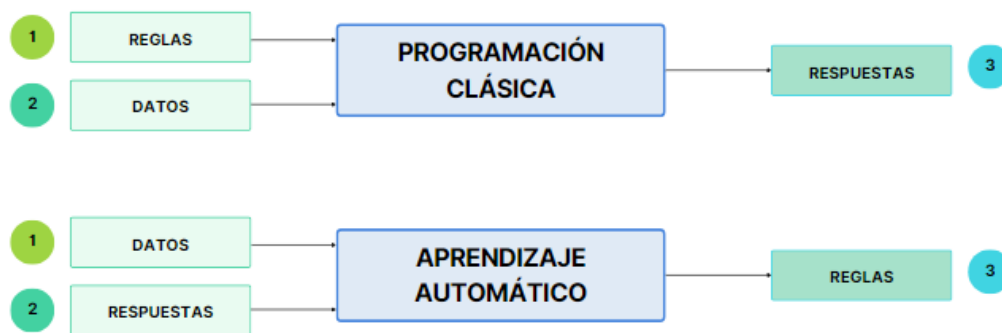 1
REGLAS
2
DATOS
PROGRAMACIÓN
CLÁSICA
RESPUESTAS
3
1
DATOS
2
RESPUESTAS
APRENDIZAJE
AUTOMÁTICO
REGLAS
3